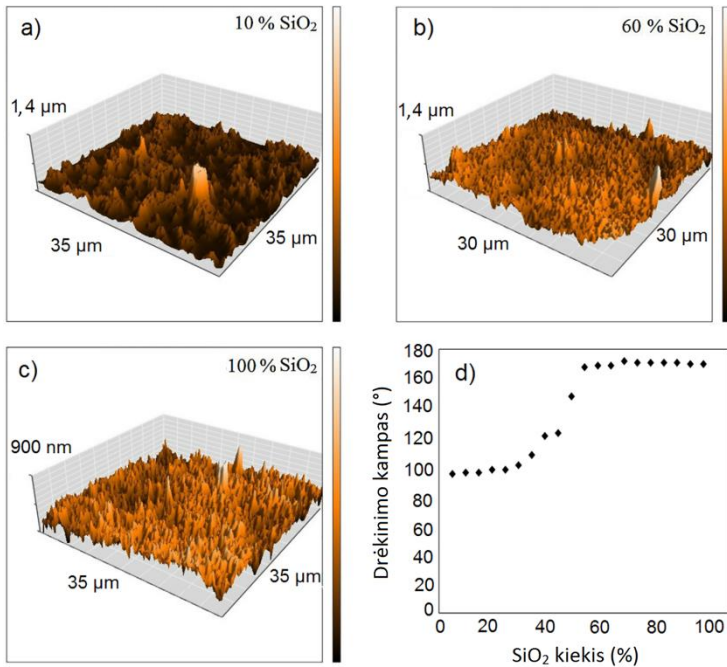 a)
10 % SiO₂
1,4 µm
35 µm
35 µm
b)
60 % SiO₂
1,4 µm
30 µm
30 µm
c)
100 % SiO₂
900 nm
35 µm
35 µm
d)
180
160
140
120
100
80
60
40
20
0
Drėkinimo kampas (°)
0 20 40 60 80 100
SiO₂ kiekis (%)